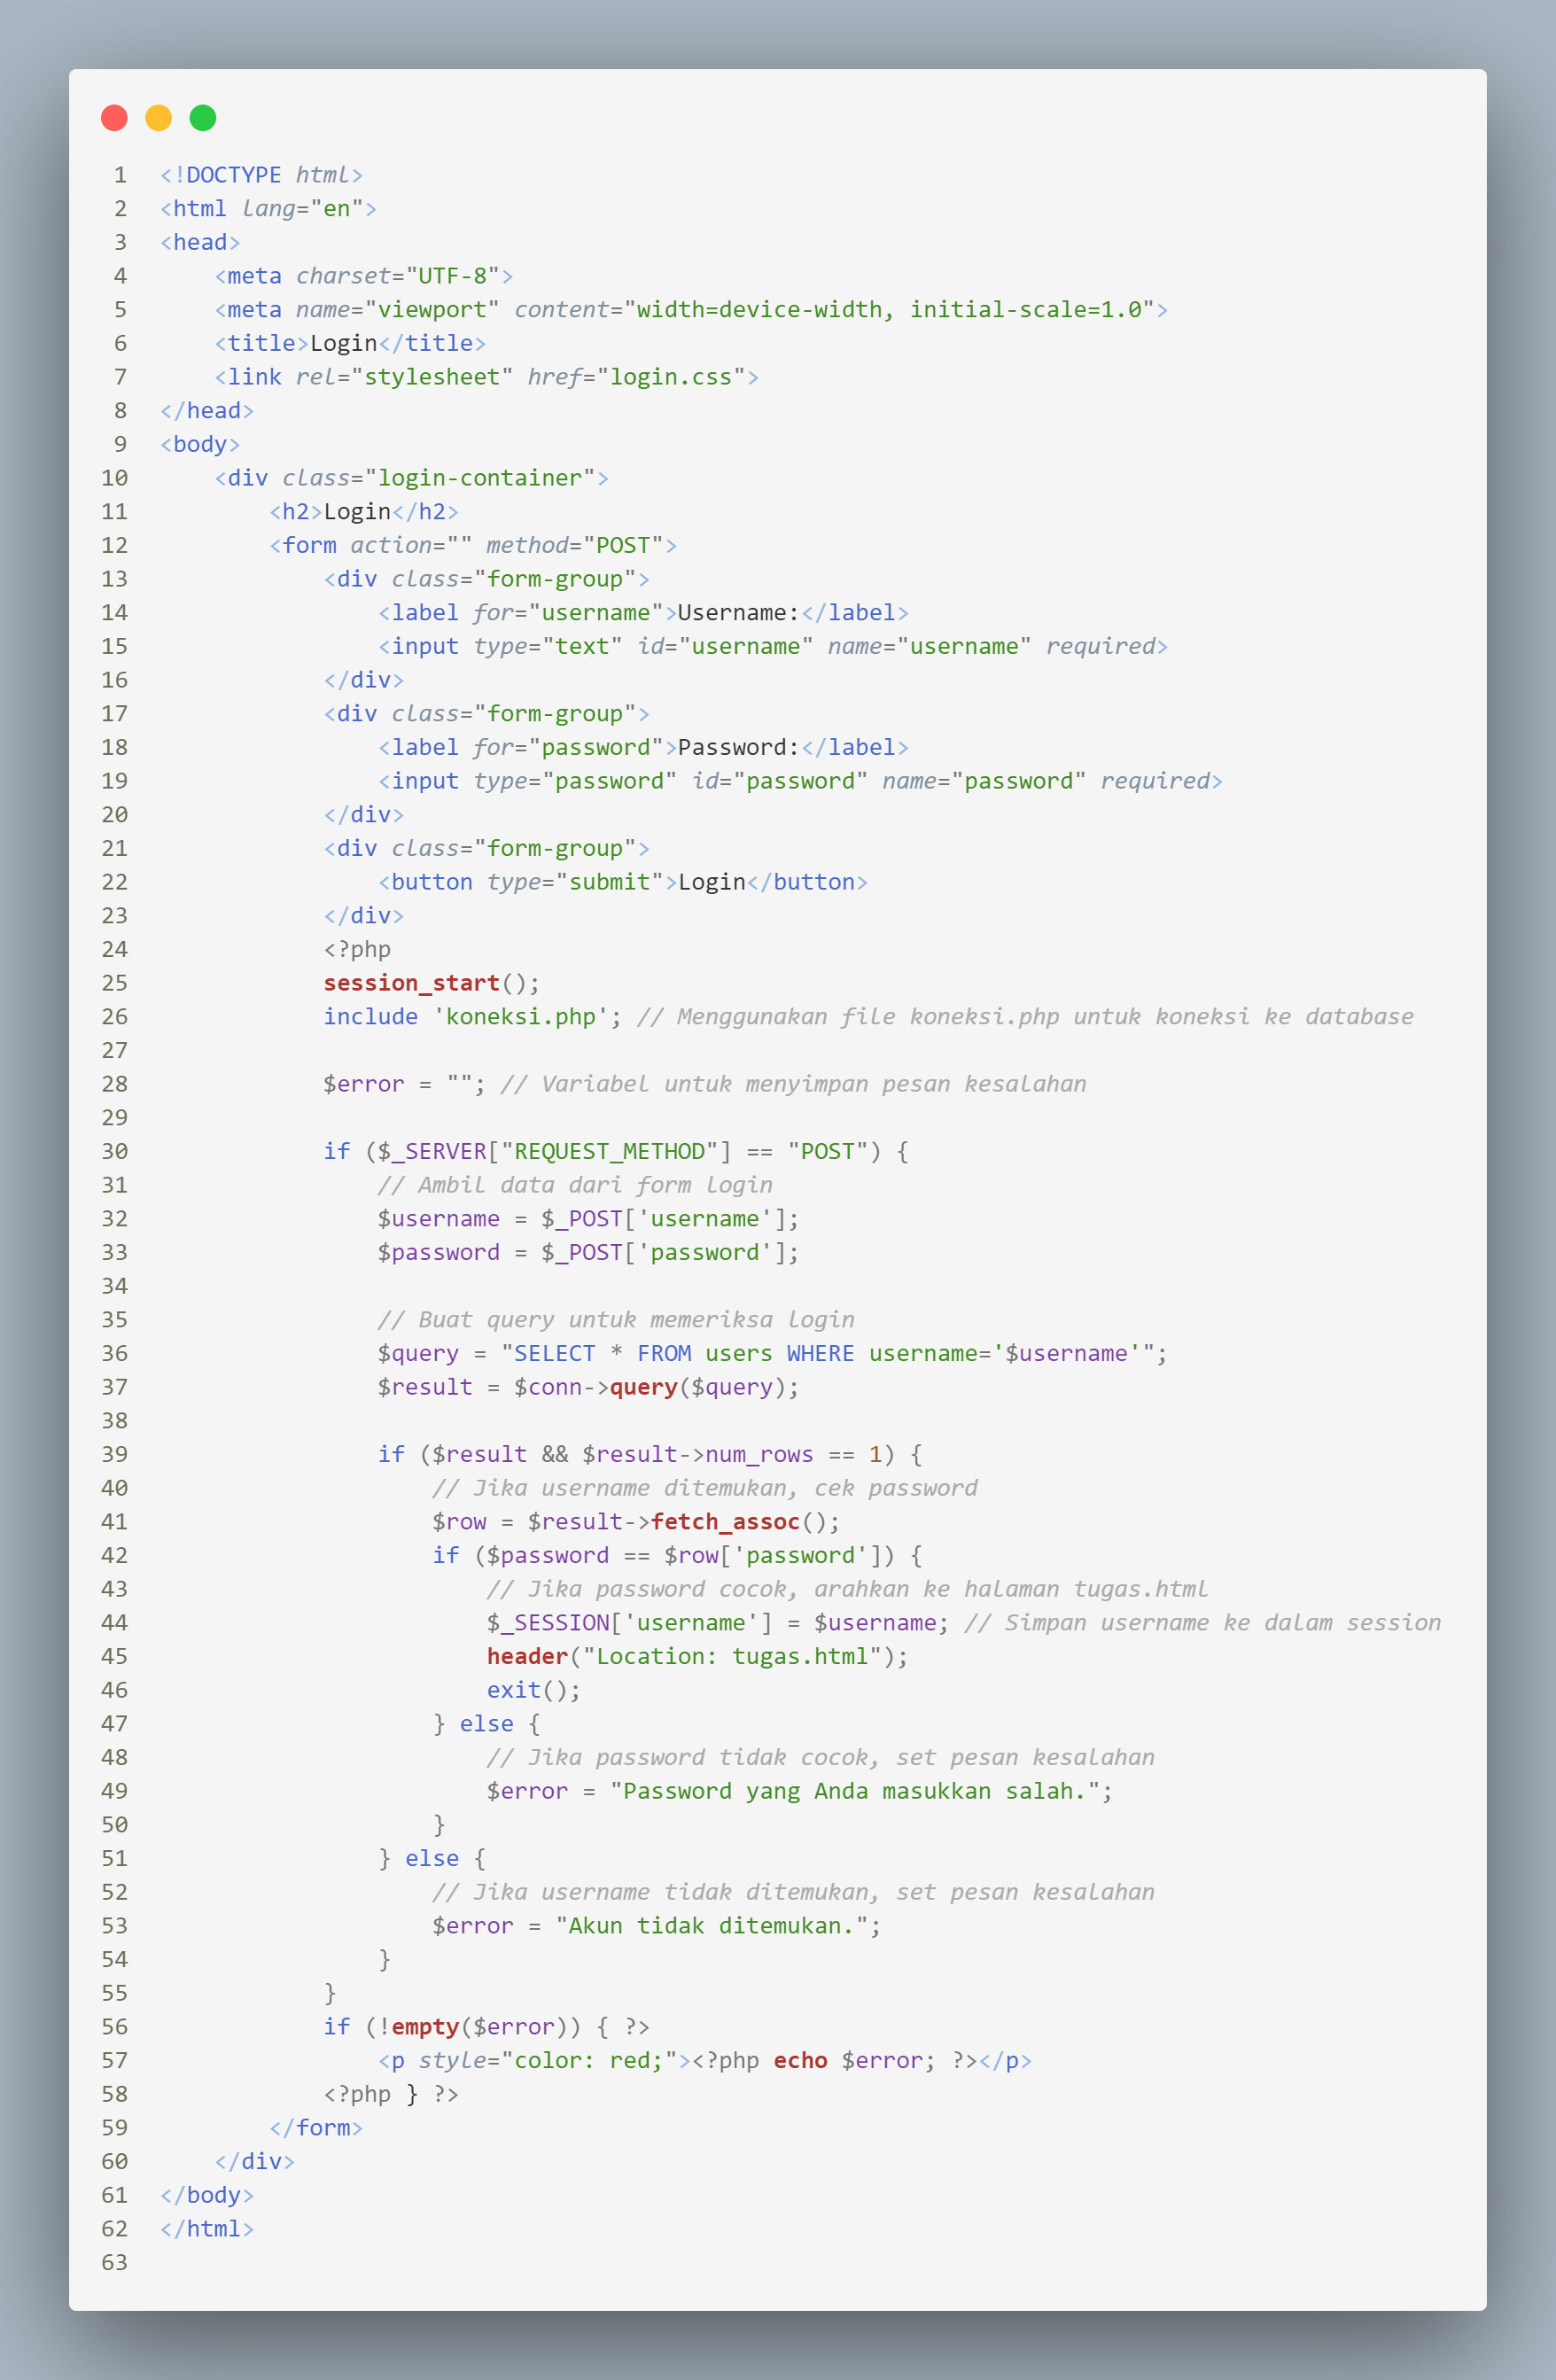 1 <!DOCTYPE html>
2 <html lang="en">
3 <head>
4     <meta charset="UTF-8">
5     <meta name="viewport" content="width=device-width, initial-scale=1.0">
6     <title>Login</title>
7     <link rel="stylesheet" href="login.css">
8 </head>
9 <body>
10     <div class="login-container">
11         <h2>Login</h2>
12         <form action="" method="POST">
13             <div class="form-group">
14                 <label for="username">Username:</label>
15                 <input type="text" id="username" name="username" required>
16             </div>
17             <div class="form-group">
18                 <label for="password">Password:</label>
19                 <input type="password" id="password" name="password" required>
20             </div>
21             <div class="form-group">
22                 <button type="submit">Login</button>
23             </div>
24             <?php
25             session_start();
26             include 'koneksi.php'; // Menggunakan file koneksi.php untuk koneksi ke database
27
28             $error = ""; // Variabel untuk menyimpan pesan kesalahan
29
30             if ($_SERVER["REQUEST_METHOD"] == "POST") {
31                 // Ambil data dari form login
32                 $username = $_POST['username'];
33                 $password = $_POST['password'];
34
35                 // Buat query untuk memeriksa login
36                 $query = "SELECT * FROM users WHERE username='$username'";
37                 $result = $conn->query($query);
38
39                 if ($result && $result->num_rows == 1) {
40                     // Jika username ditemukan, cek password
41                     $row = $result->fetch_assoc();
42                     if ($password == $row['password']) {
43                         // Jika password cocok, arahkan ke halaman tugas.html
44                         $_SESSION['username'] = $username; // Simpan username ke dalam session
45                         header("Location: tugas.html");
46                         exit();
47                     } else {
48                         // Jika password tidak cocok, set pesan kesalahan
49                         $error = "Password yang Anda masukkan salah.";
50                     }
51                 } else {
52                     // Jika username tidak ditemukan, set pesan kesalahan
53                     $error = "Akun tidak ditemukan.";
54                 }
55             }
56             if (!empty($error)) { ?>
57                 <p style="color: red;"><?php echo $error; ?></p>
58             <?php } ?>
59         </form>
60     </div>
61 </body>
62 </html>
63